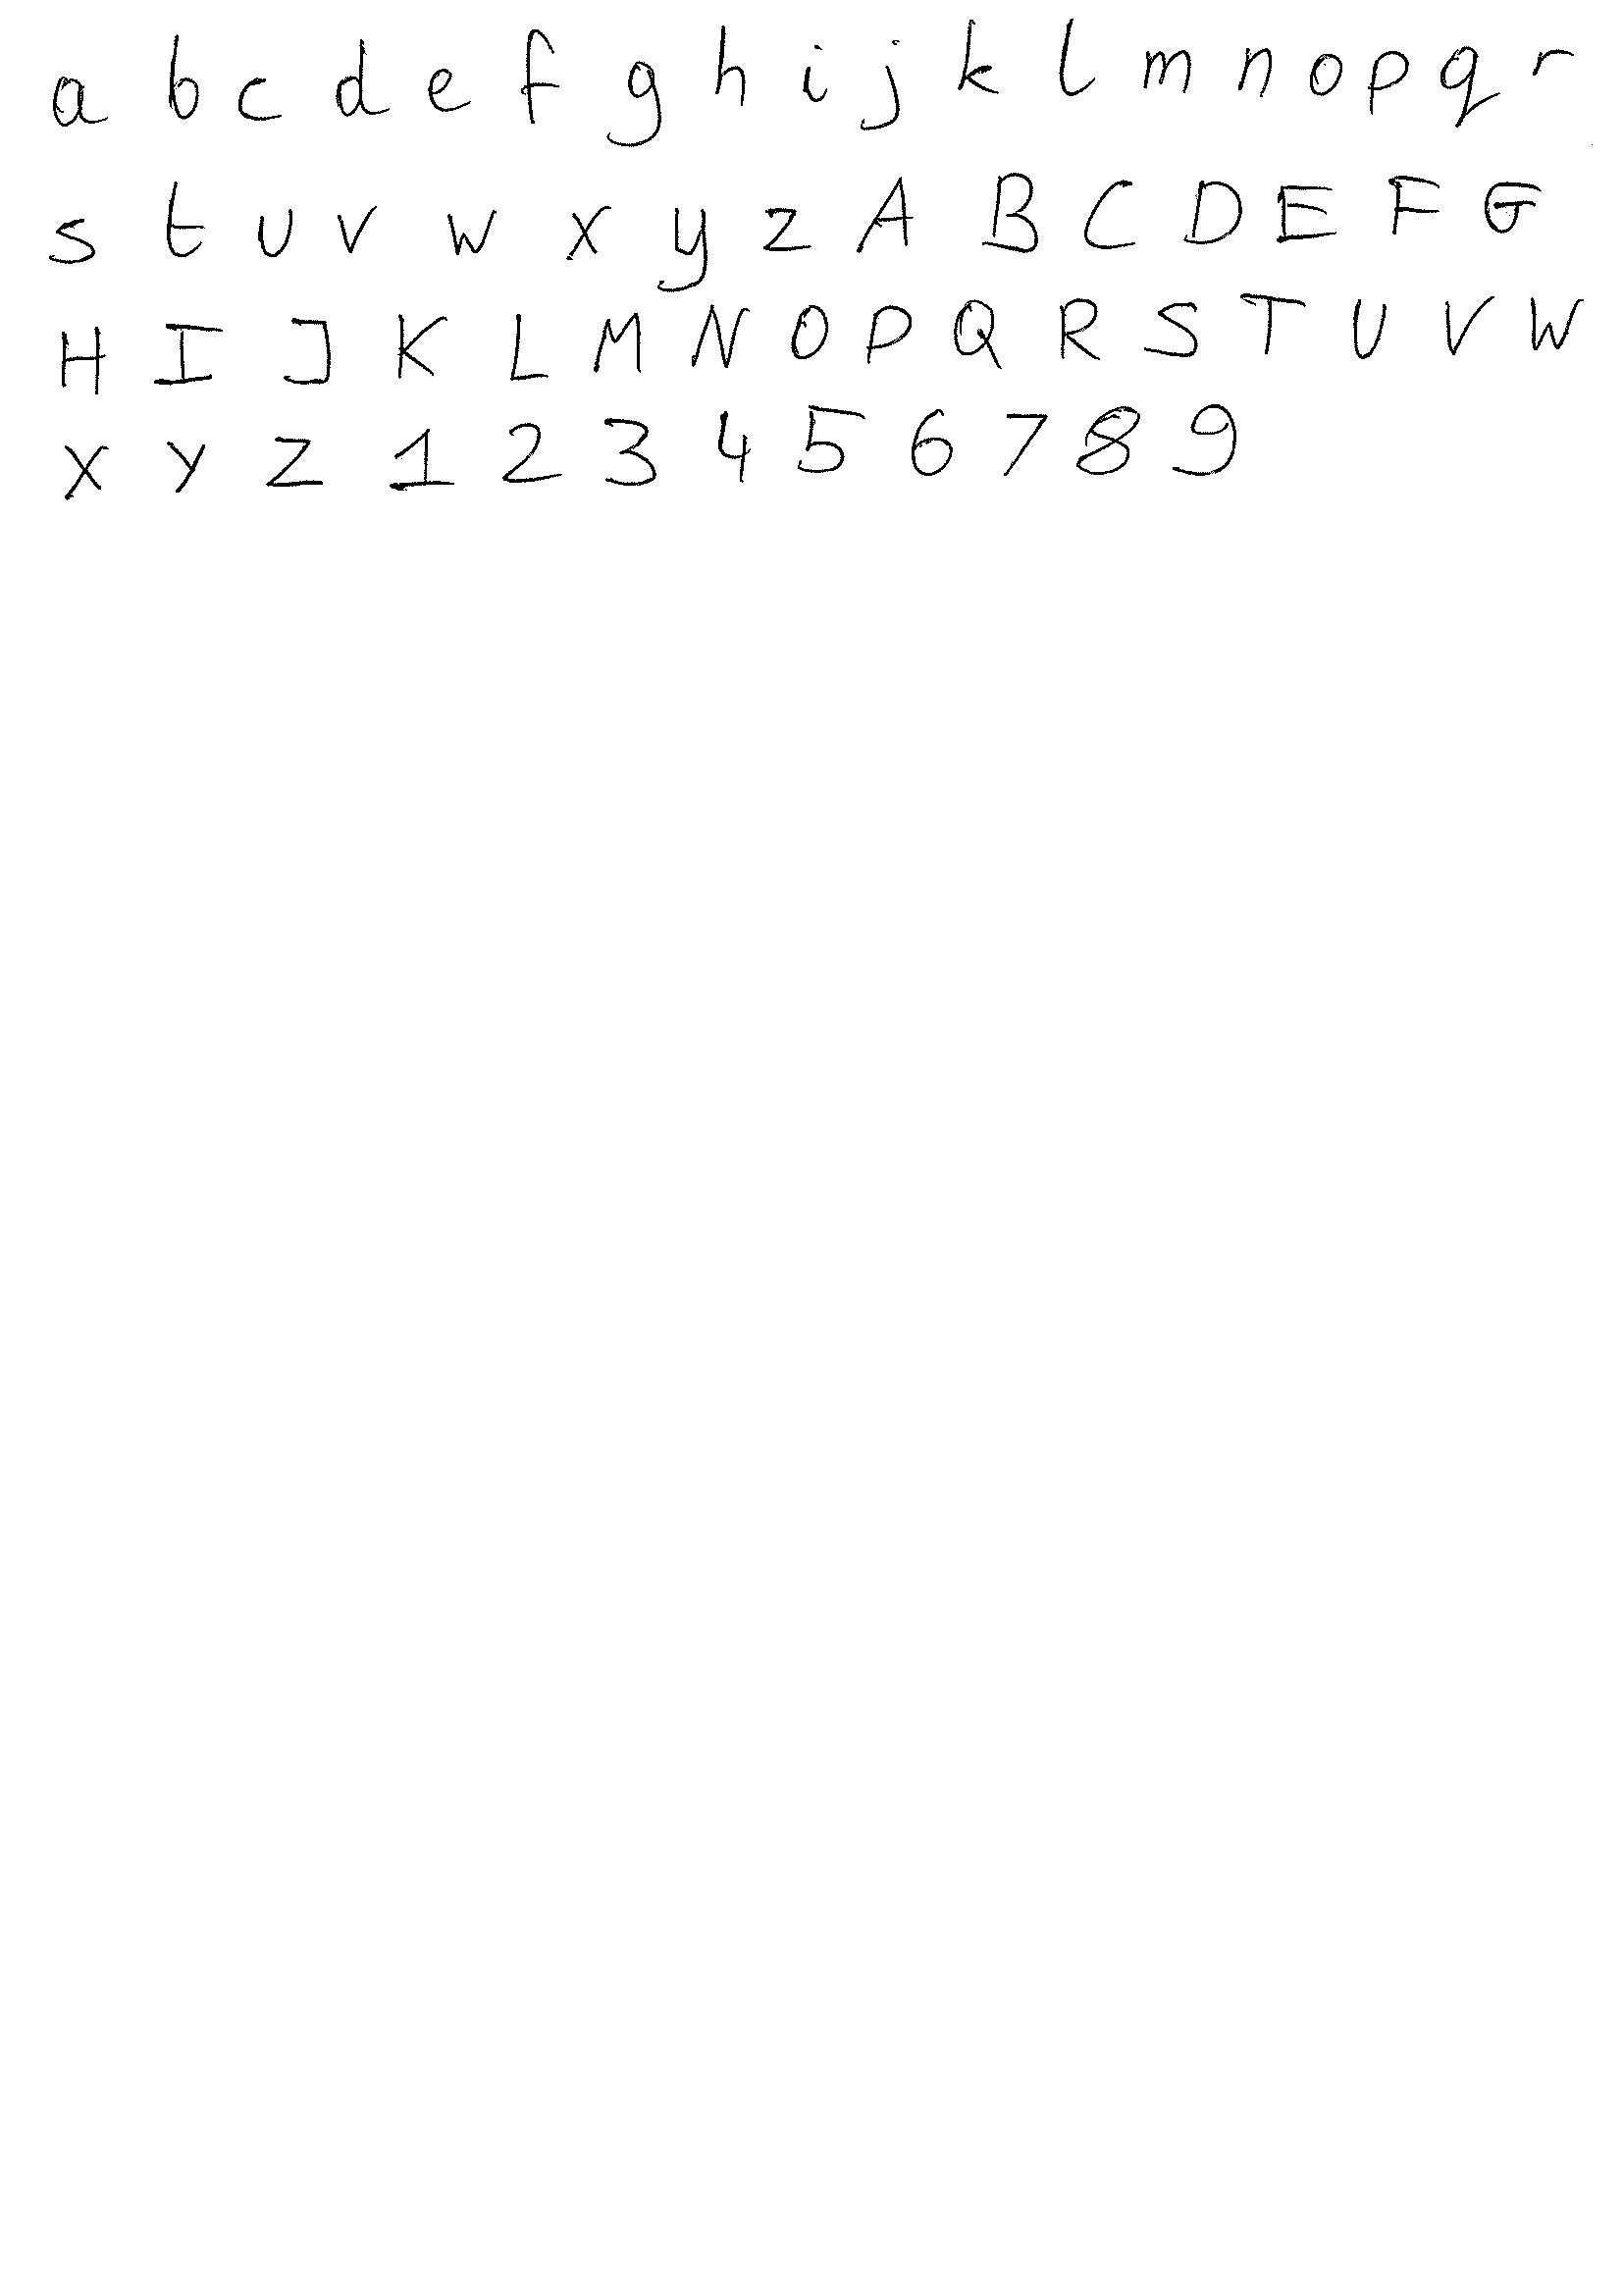 a b c d e f g h i j k l m n o p q r
s t u v w x y z A B C D E F G
H I J K L M N O P Q R S T U V W
X Y Z 1 2 3 4 5 6 7 8 9